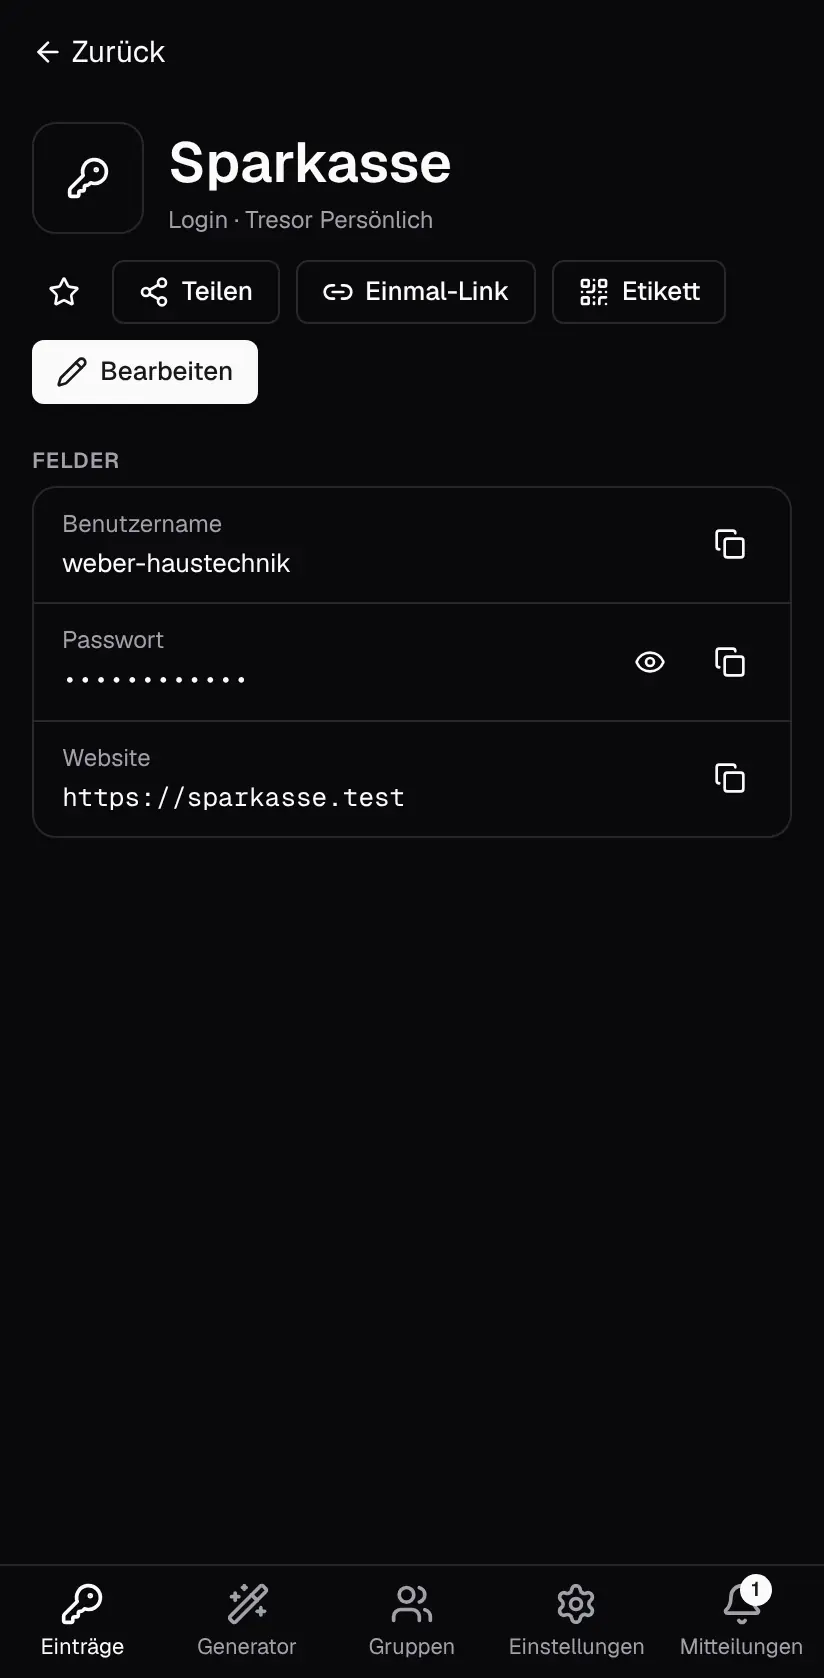 Zurück
Sparkasse
Login · Tresor Persönlich
Teilen
Einmal-Link
Etikett
Bearbeiten
FELDER
Benutzername
weber-haustechnik
Passwort
••••••••••••
Website
https://sparkasse.test
1
Einträge
Generator
Gruppen
Einstellungen
Mitteilungen